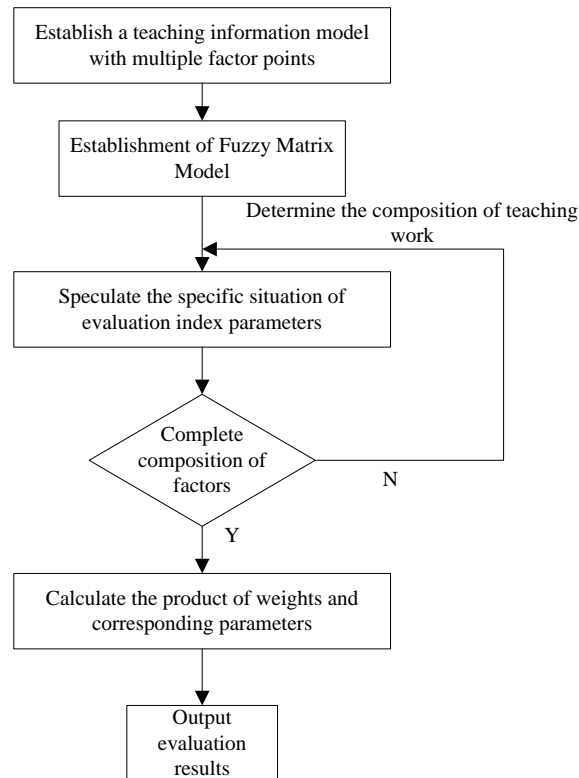 Establish a teaching information model
with multiple factor points
Establishment of Fuzzy Matrix
Model
Determine the composition of teaching
work
Speculate the specific situation of
evaluation index parameters
Complete
composition of
factors
N
Y
Calculate the product of weights and
corresponding parameters
Output
evaluation
results